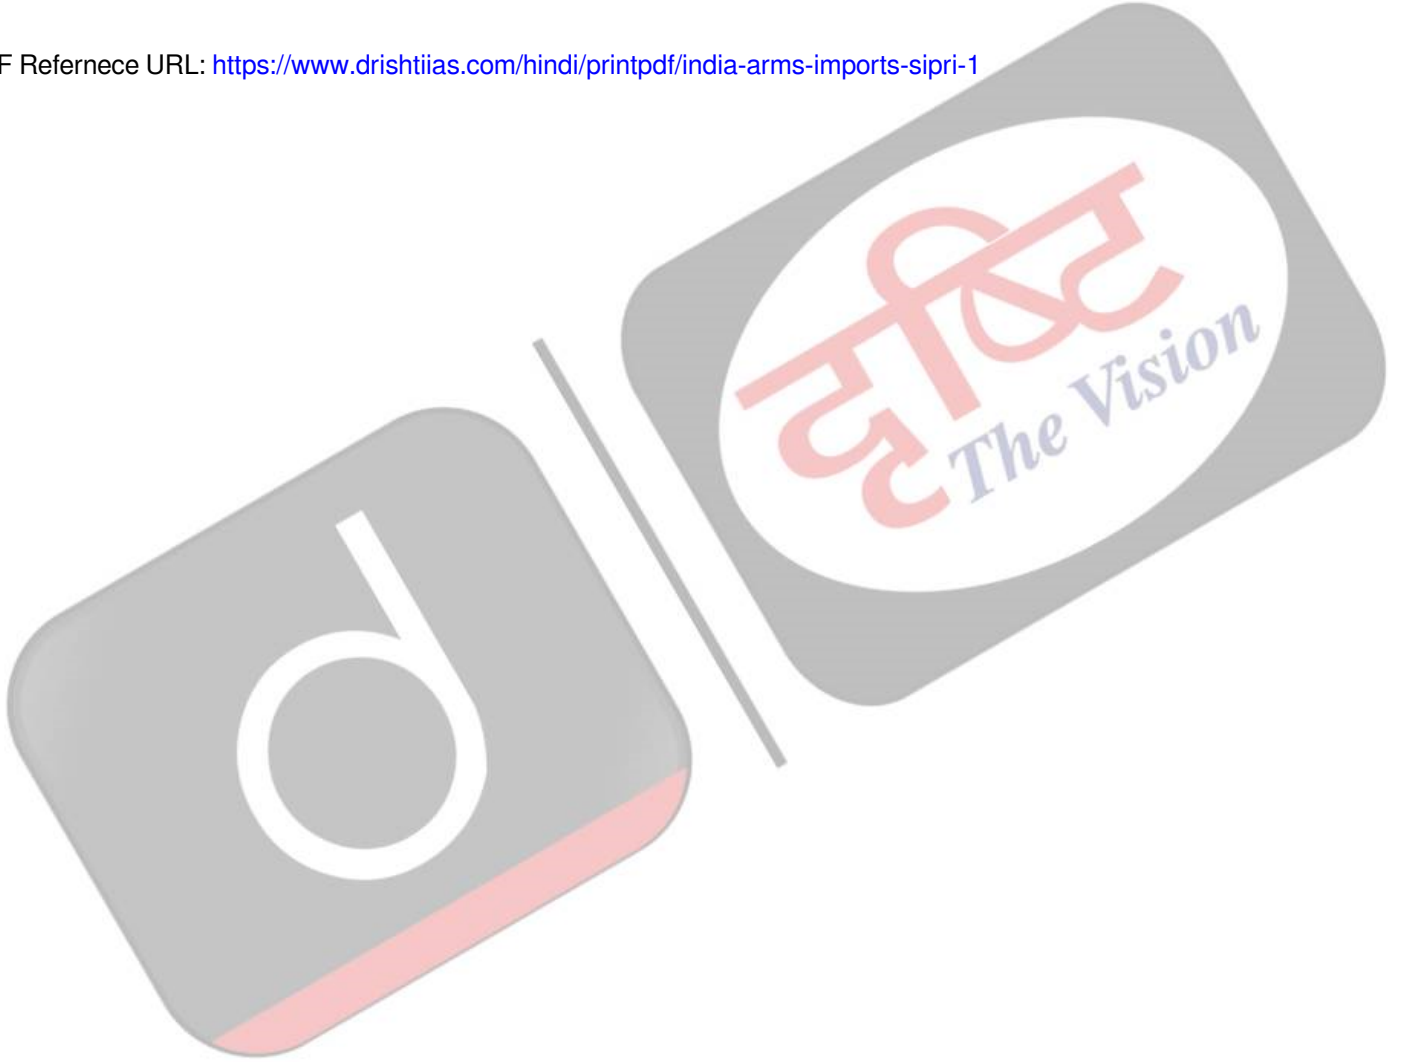 F Refernece URL: https://www.drishtiias.com/hindi/printpdf/india-arms-imports-sipri-1
दृष्टि
The Vision
d